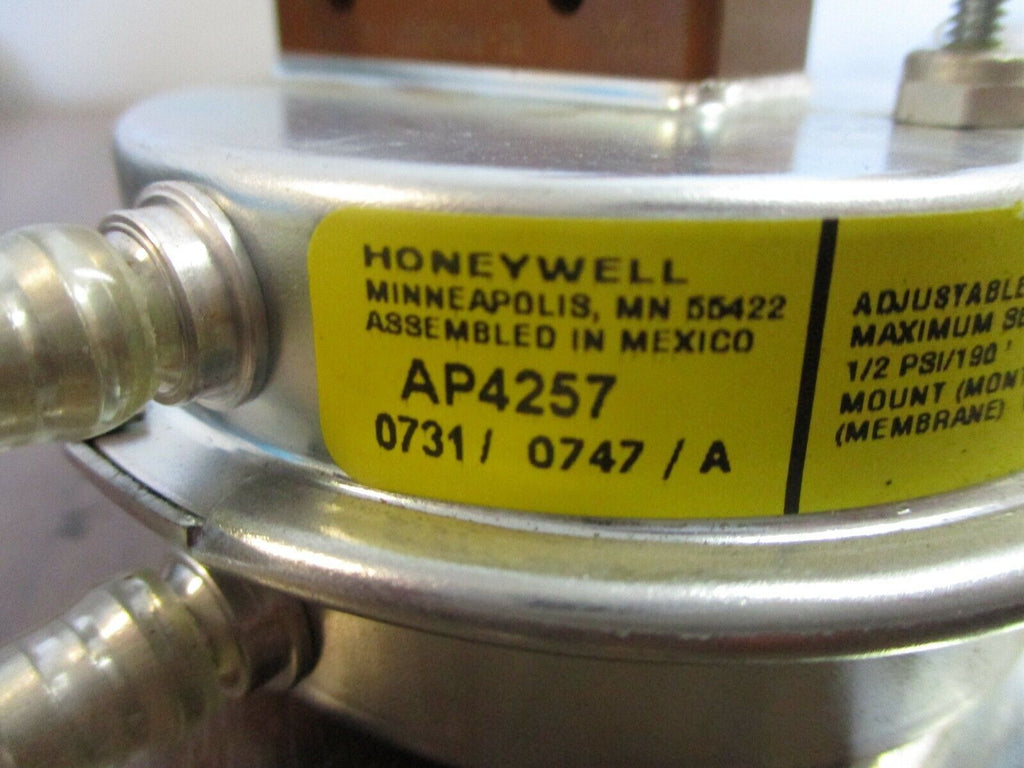 HONEYWELL
MINNEAPOLIS, MN 55422
ASSEMBLED IN MEXICO
AP4257
0731 / 0747 / A
ADJUSTABLE
MAXIMUM
1/2 PSI/190
MOUNT
(MEMBRANE)